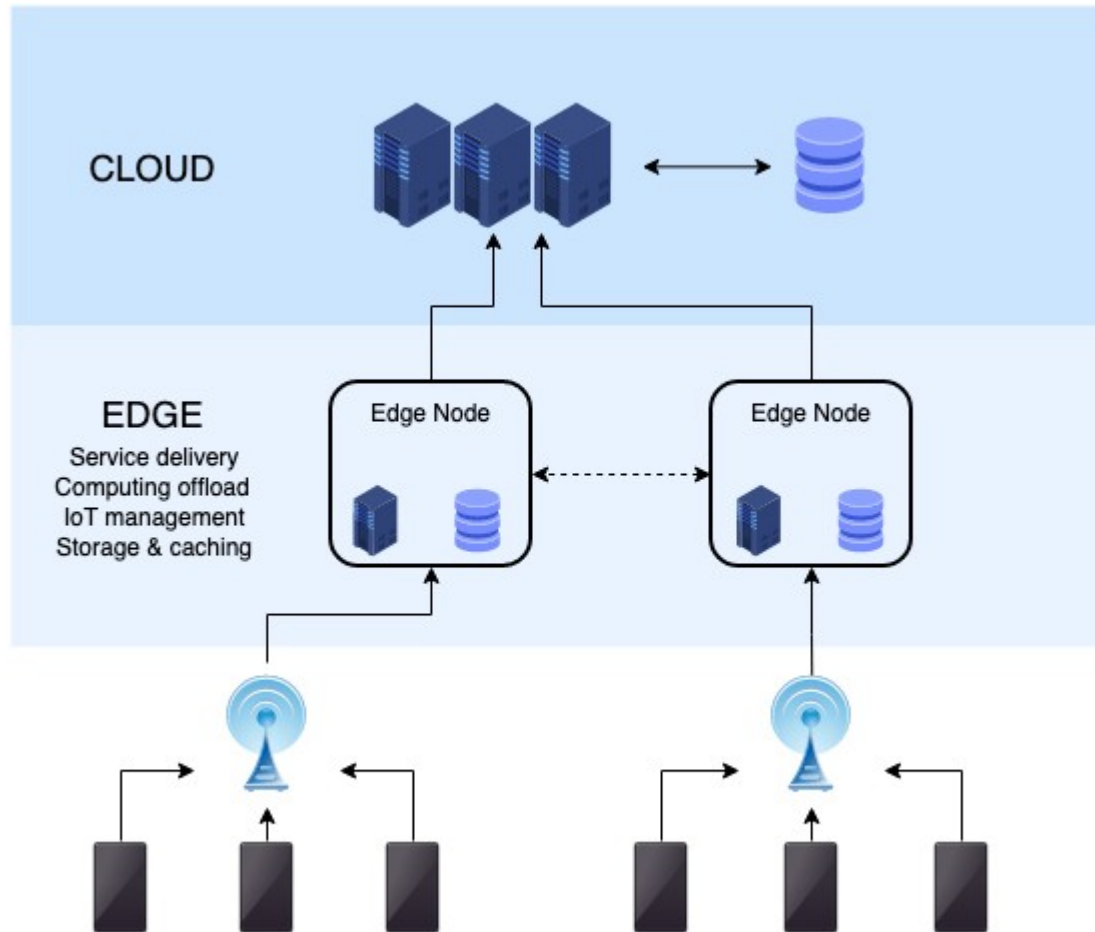 CLOUD
EDGE
Service delivery
Computing offload
IoT management
Storage & caching
Edge Node
Edge Node